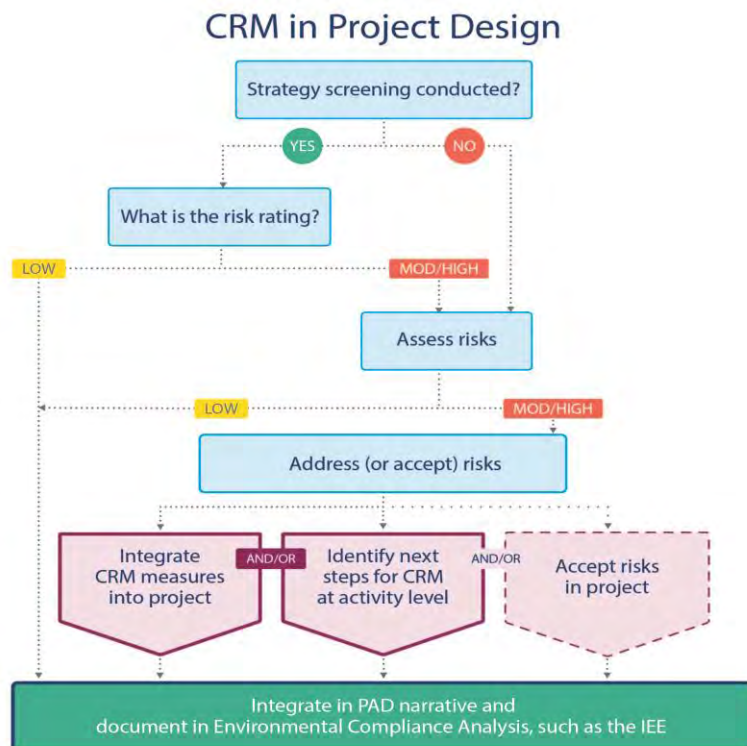 CRM in Project Design
Strategy screening conducted?
YES
NO
What is the risk rating?
LOW
MOD/HIGH
Assess risks
LOW
MOD/HIGH
Address (or accept) risks
Integrate
CRM measures
into project
AND/OR
Identify next
steps for CRM
at activity level
AND/OR
Accept risks
in project
Integrate in PAD narrative and
document in Environmental Compliance Analysis, such as the IEE